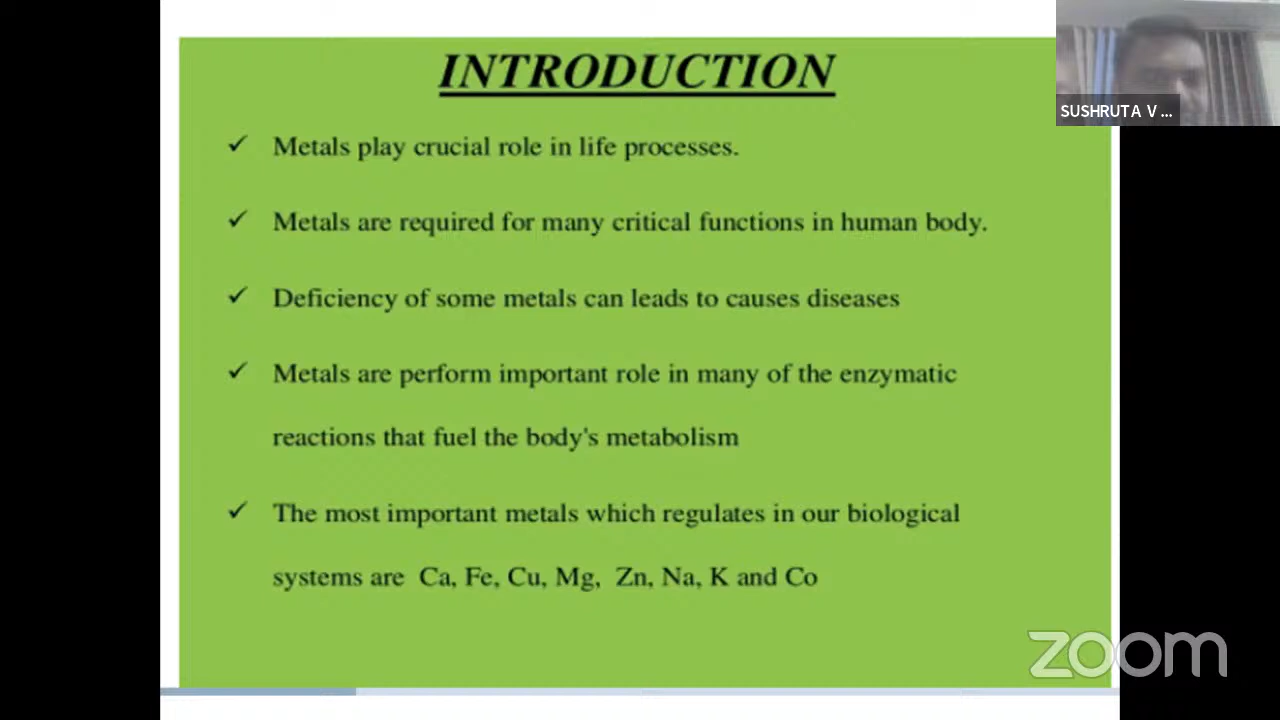 INTRODUCTION
SUSHRUTA V ...
✓ Metals play crucial role in life processes.
✓ Metals are required for many critical functions in human body.
✓ Deficiency of some metals can leads to causes diseases
✓ Metals are perform important role in many of the enzymatic
reactions that fuel the body's metabolism
✓ The most important metals which regulates in our biological
systems are Ca, Fe, Cu, Mg, Zn, Na, K and Co
zoom